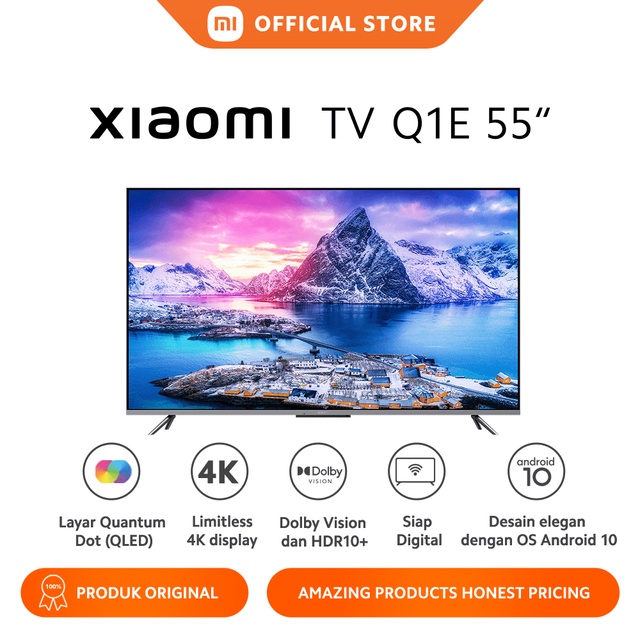 mi OFFICIAL STORE
xiaomi TV Q1E 55“
4K
Dolby
VISION
android
10
Layar Quantum
Dot (QLED)
Limitless
4K display
Dolby Vision
dan HDR10+
Siap
Digital
Desain elegan
dengan OS Android 10
100%
PRODUK ORIGINAL
AMAZING PRODUCTS HONEST PRICING